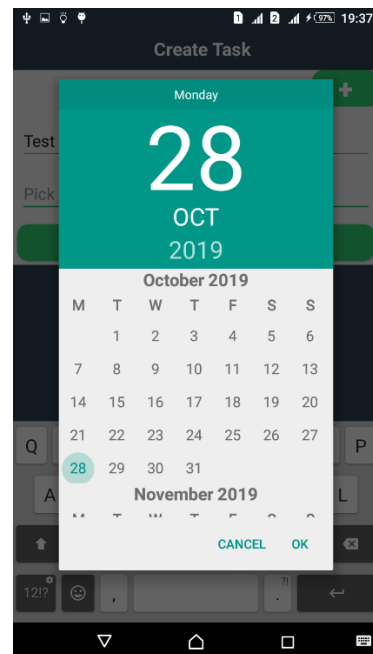 1 2 97% 19:37
Create Task
Monday
Test
28
Pick
OCT
2019
October 2019
M T W T F S S
1 2 3 4 5 6
7 8 9 10 11 12 13
14 15 16 17 18 19 20
21 22 23 24 25 26 27
Q P
28 29 30 31
November 2019
A L
M T W T F S S
CANCEL OK
12!? , . ?!